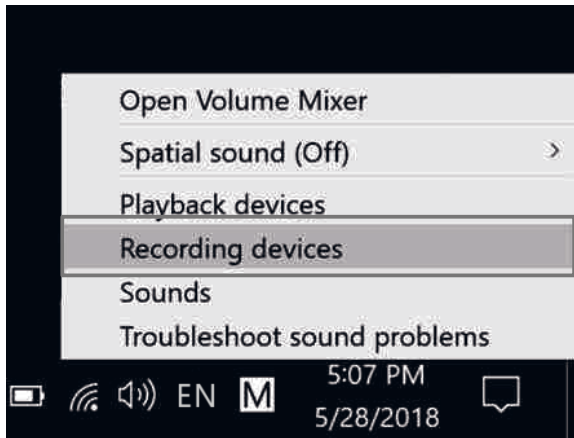 Open Volume Mixer
Spatial sound (Off)
Playback devices
Recording devices
Sounds
Troubleshoot sound problems
EN M 5:07 PM
5/28/2018